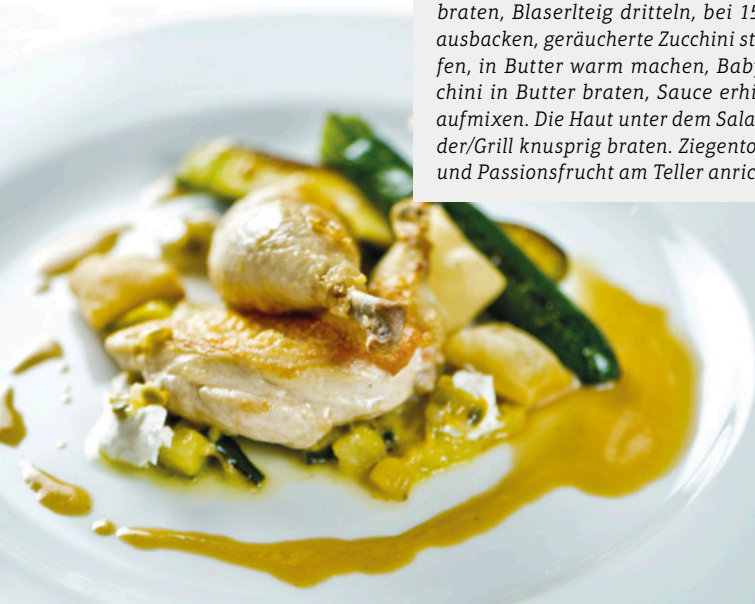 braten, Blaserlteig dritteln, bei 15
ausbacken, geräucherte Zucchini st
fen, in Butter warm machen, Bab
chini in Butter braten, Sauce erhi
aufmixen. Die Haut unter dem Sala
der/Grill knusprig braten. Ziegento
und Passionsfrucht am Teller anric